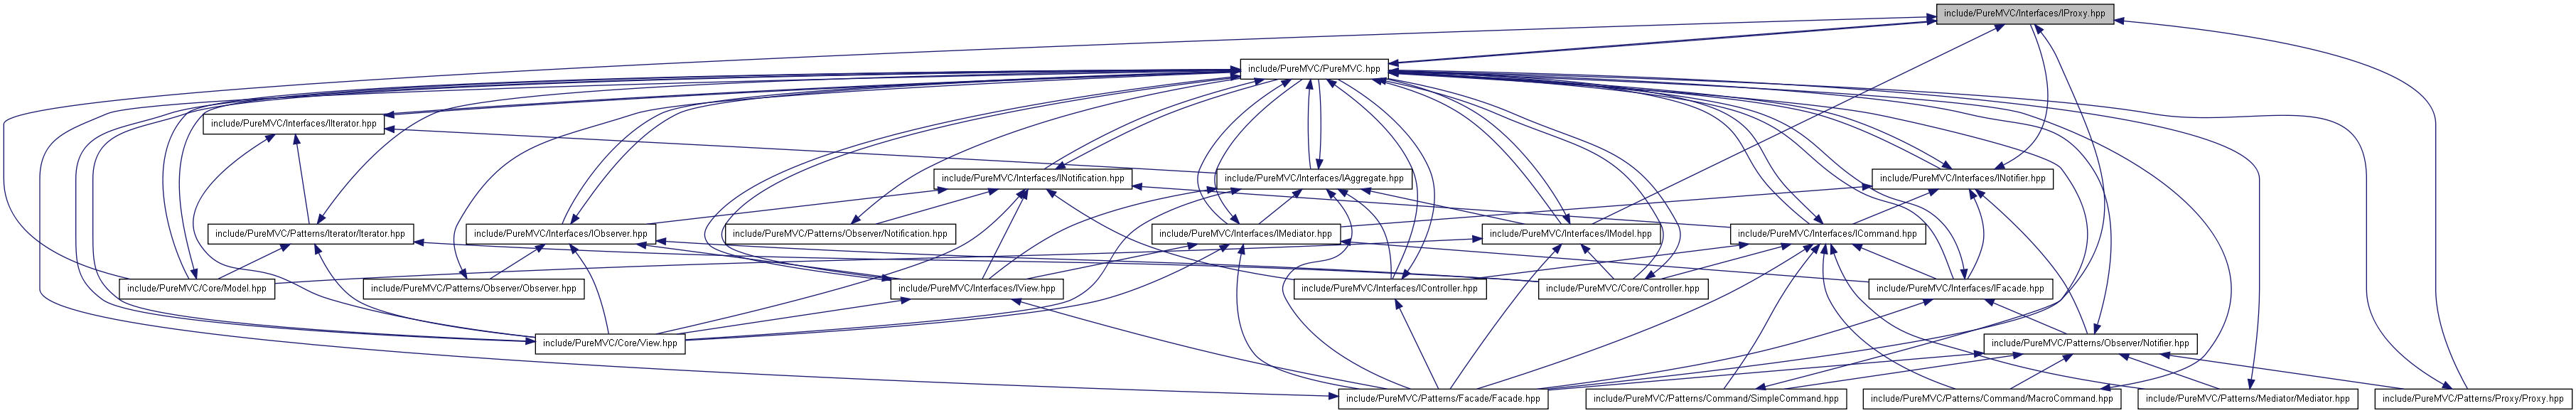 include/PureMVC/Interfaces/IProxy.hpp
include/PureMVC/PureMVC.hpp
include/PureMVC/Interfaces/IIterator.hpp
include/PureMVC/Interfaces/INotification.hpp
include/PureMVC/Interfaces/IAggregate.hpp
include/PureMVC/Interfaces/INotifier.hpp
include/PureMVC/Patterns/Iterator/Iterator.hpp
include/PureMVC/Interfaces/IObserver.hpp
include/PureMVC/Patterns/Observer/Notification.hpp
include/PureMVC/Interfaces/IMediator.hpp
include/PureMVC/Interfaces/IModel.hpp
include/PureMVC/Interfaces/ICommand.hpp
include/PureMVC/Core/Model.hpp
include/PureMVC/Patterns/Observer/Observer.hpp
include/PureMVC/Interfaces/IView.hpp
include/PureMVC/Interfaces/IController.hpp
include/PureMVC/Core/Controller.hpp
include/PureMVC/Interfaces/IFacade.hpp
include/PureMVC/Core/View.hpp
include/PureMVC/Patterns/Observer/Notifier.hpp
include/PureMVC/Patterns/Facade/Facade.hpp
include/PureMVC/Patterns/Command/SimpleCommand.hpp
include/PureMVC/Patterns/Command/MacroCommand.hpp
include/PureMVC/Patterns/Mediator/Mediator.hpp
include/PureMVC/Patterns/Proxy/Proxy.hpp